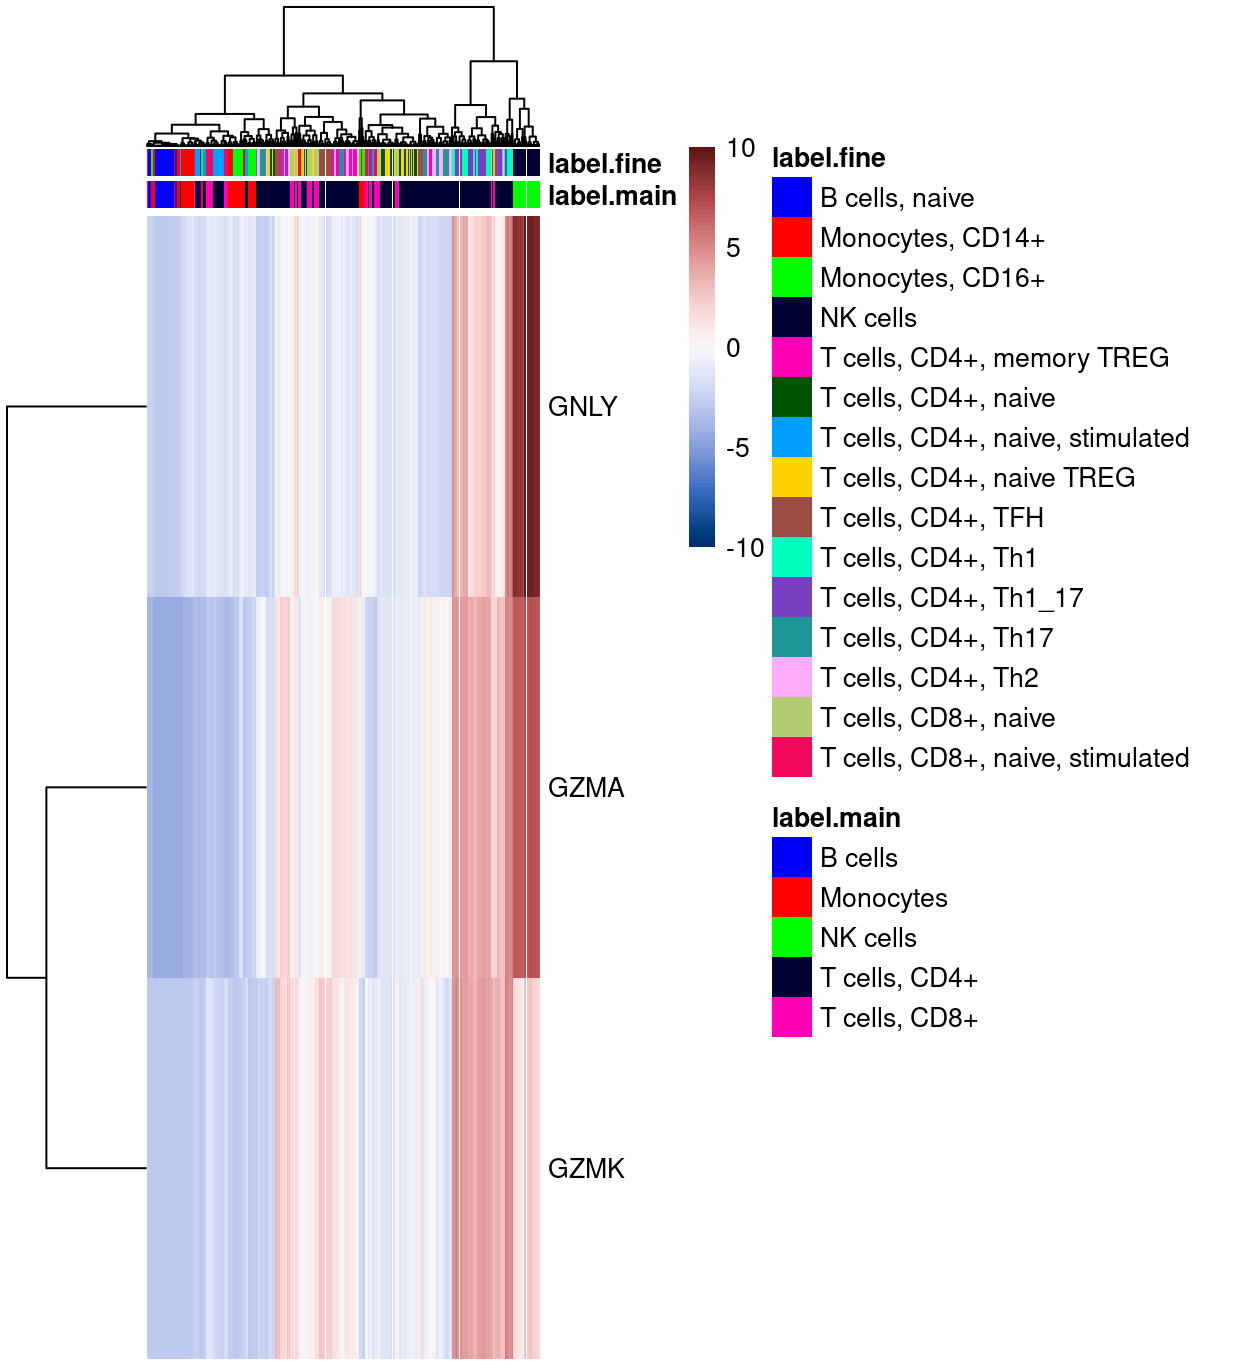 label.fine
label.main
GNLY
GZMA
GZMK
10
5
0
-5
-10
label.fine
B cells, naive
Monocytes, CD14+
Monocytes, CD16+
NK cells
T cells, CD4+, memory TREG
T cells, CD4+, naive
T cells, CD4+, naive, stimulated
T cells, CD4+, naive TREG
T cells, CD4+, TFH
T cells, CD4+, Th1
T cells, CD4+, Th1_17
T cells, CD4+, Th17
T cells, CD4+, Th2
T cells, CD8+, naive
T cells, CD8+, naive, stimulated
label.main
B cells
Monocytes
NK cells
T cells, CD4+
T cells, CD8+